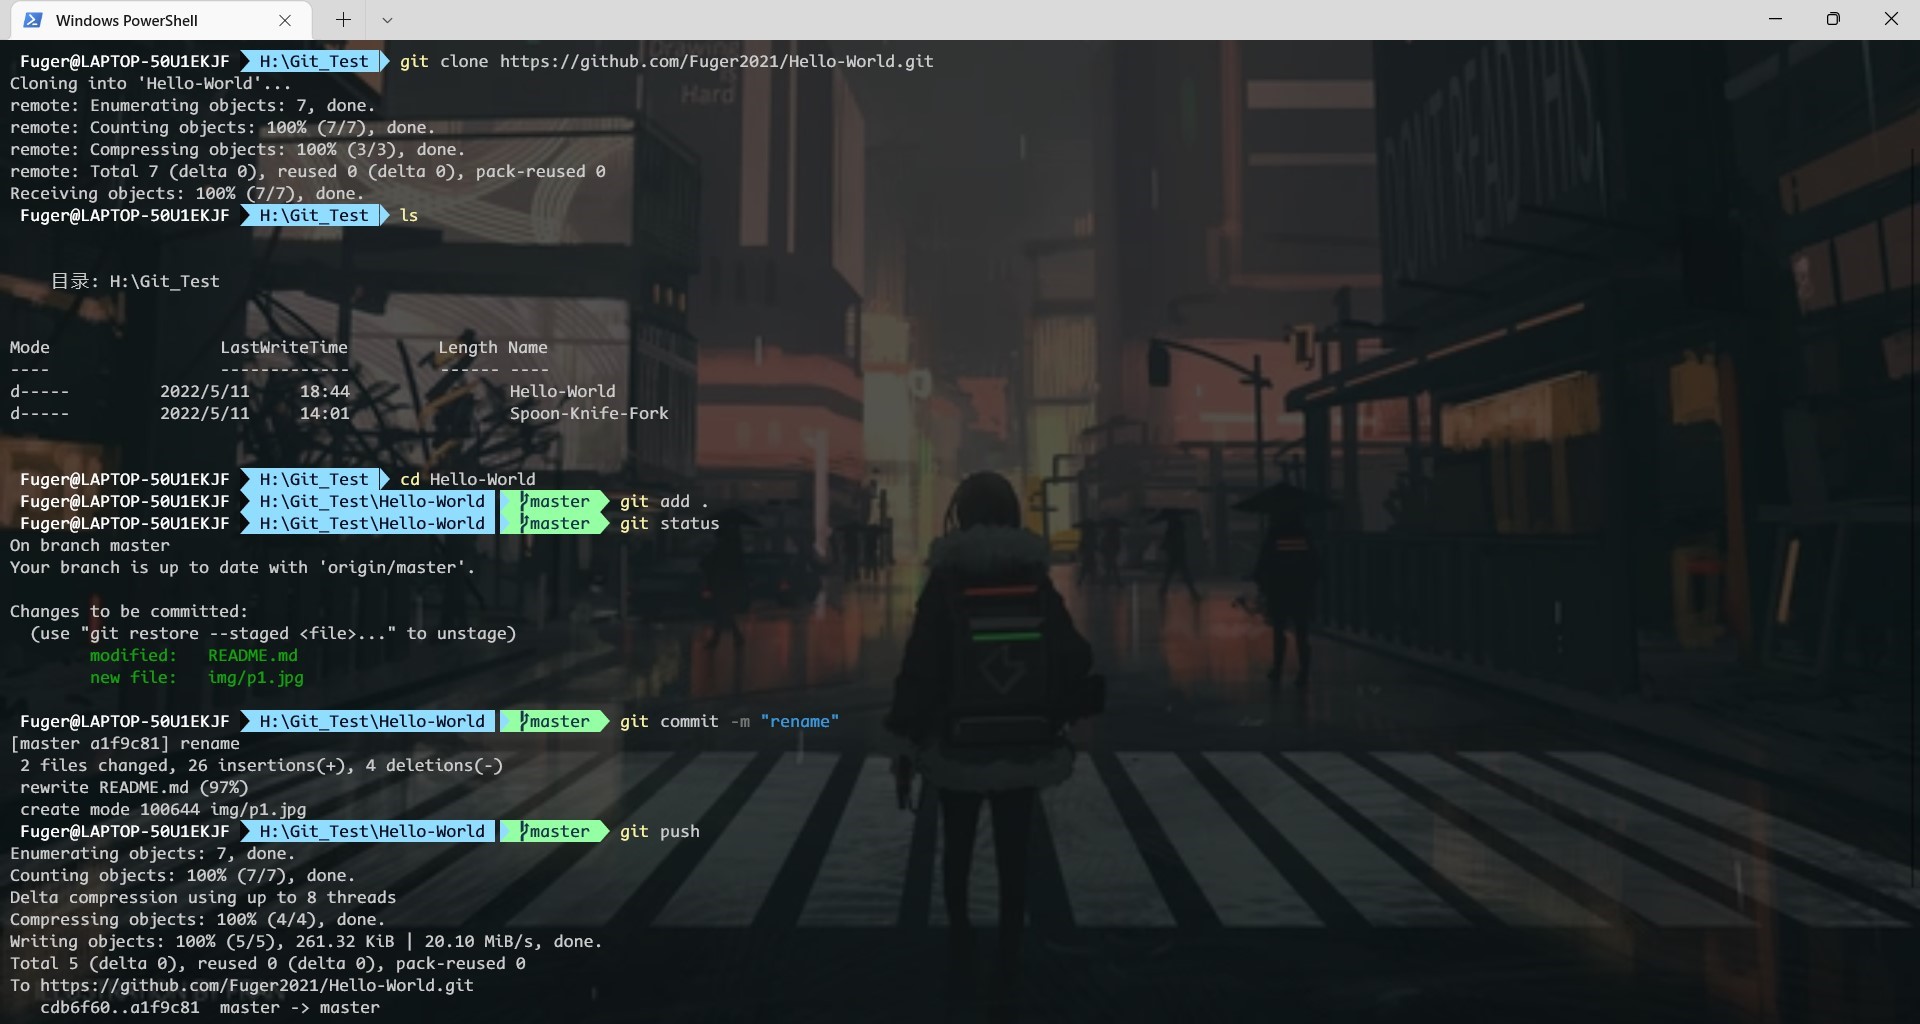 Windows PowerShell
Fuger@LAPTOP-50U1EKJF H:\Git_Test git clone https://github.com/Fuger2021/Hello-World.git
Cloning into 'Hello-World'...
remote: Enumerating objects: 7, done.
remote: Counting objects: 100% (7/7), done.
remote: Compressing objects: 100% (3/3), done.
remote: Total 7 (delta 0), reused 0 (delta 0), pack-reused 0
Receiving objects: 100% (7/7), done.
Fuger@LAPTOP-50U1EKJF H:\Git_Test ls
目录: H:\Git_Test
Mode LastWriteTime Length Name
---- ------------- ------ ----
d----- 2022/5/11 18:44 Hello-World
d----- 2022/5/11 14:01 Spoon-Knife-Fork
Fuger@LAPTOP-50U1EKJF H:\Git_Test cd Hello-World
Fuger@LAPTOP-50U1EKJF H:\Git_Test\Hello-World master git add .
Fuger@LAPTOP-50U1EKJF H:\Git_Test\Hello-World master git status
On branch master
Your branch is up to date with 'origin/master'.
Changes to be committed:
(use "git restore --staged <file>..." to unstage)
modified: README.md
new file: img/p1.jpg
Fuger@LAPTOP-50U1EKJF H:\Git_Test\Hello-World master git commit -m "rename"
[master a1f9c81] rename
2 files changed, 26 insertions(+), 4 deletions(-)
rewrite README.md (97%)
create mode 100644 img/p1.jpg
Fuger@LAPTOP-50U1EKJF H:\Git_Test\Hello-World master git push
Enumerating objects: 7, done.
Counting objects: 100% (7/7), done.
Delta compression using up to 8 threads
Compressing objects: 100% (4/4), done.
Writing objects: 100% (5/5), 261.32 KiB | 20.10 MiB/s, done.
Total 5 (delta 0), reused 0 (delta 0), pack-reused 0
To https://github.com/Fuger2021/Hello-World.git
cdb6f60..a1f9c81 master -> master